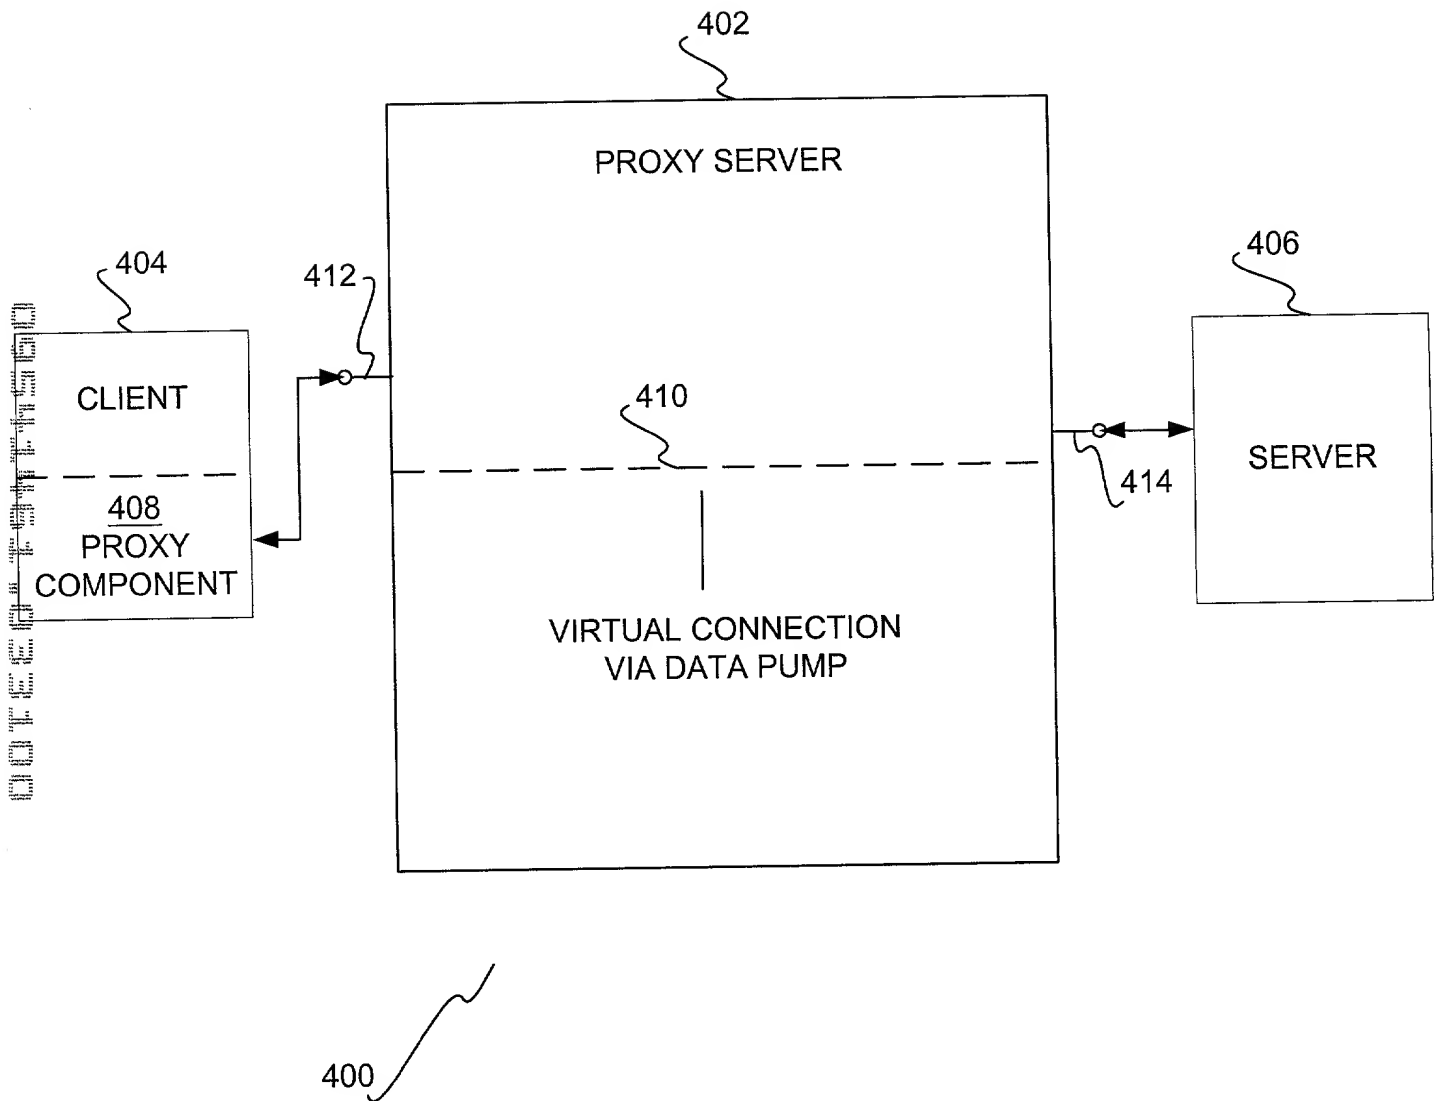 402
PROXY SERVER
404
412
406
CLIENT
410
SERVER
414
408
PROXY
COMPONENT
VIRTUAL CONNECTION
VIA DATA PUMP
400